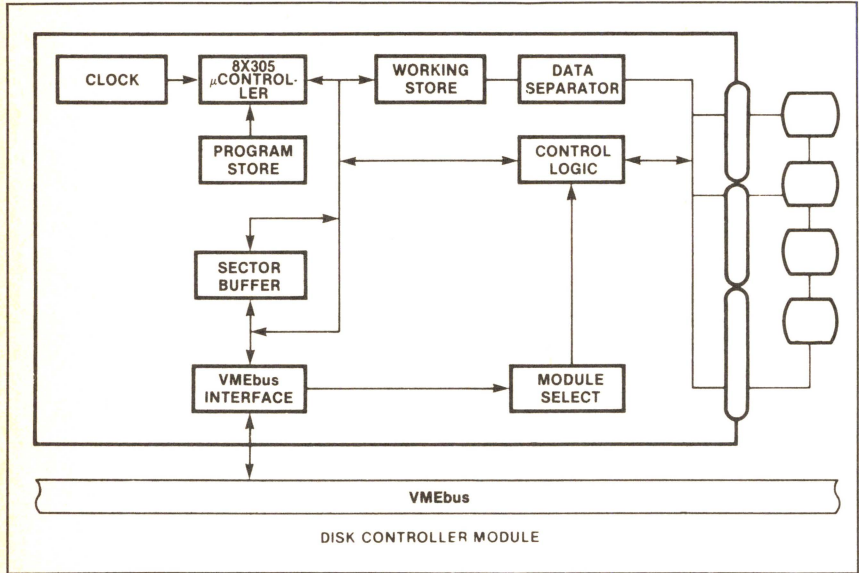 CLOCK
8X305
μCONTROL-
LER
WORKING
STORE
DATA
SEPARATOR
PROGRAM
STORE
CONTROL
LOGIC
SECTOR
BUFFER
VMEbus
INTERFACE
MODULE
SELECT
VMEbus
DISK CONTROLLER MODULE